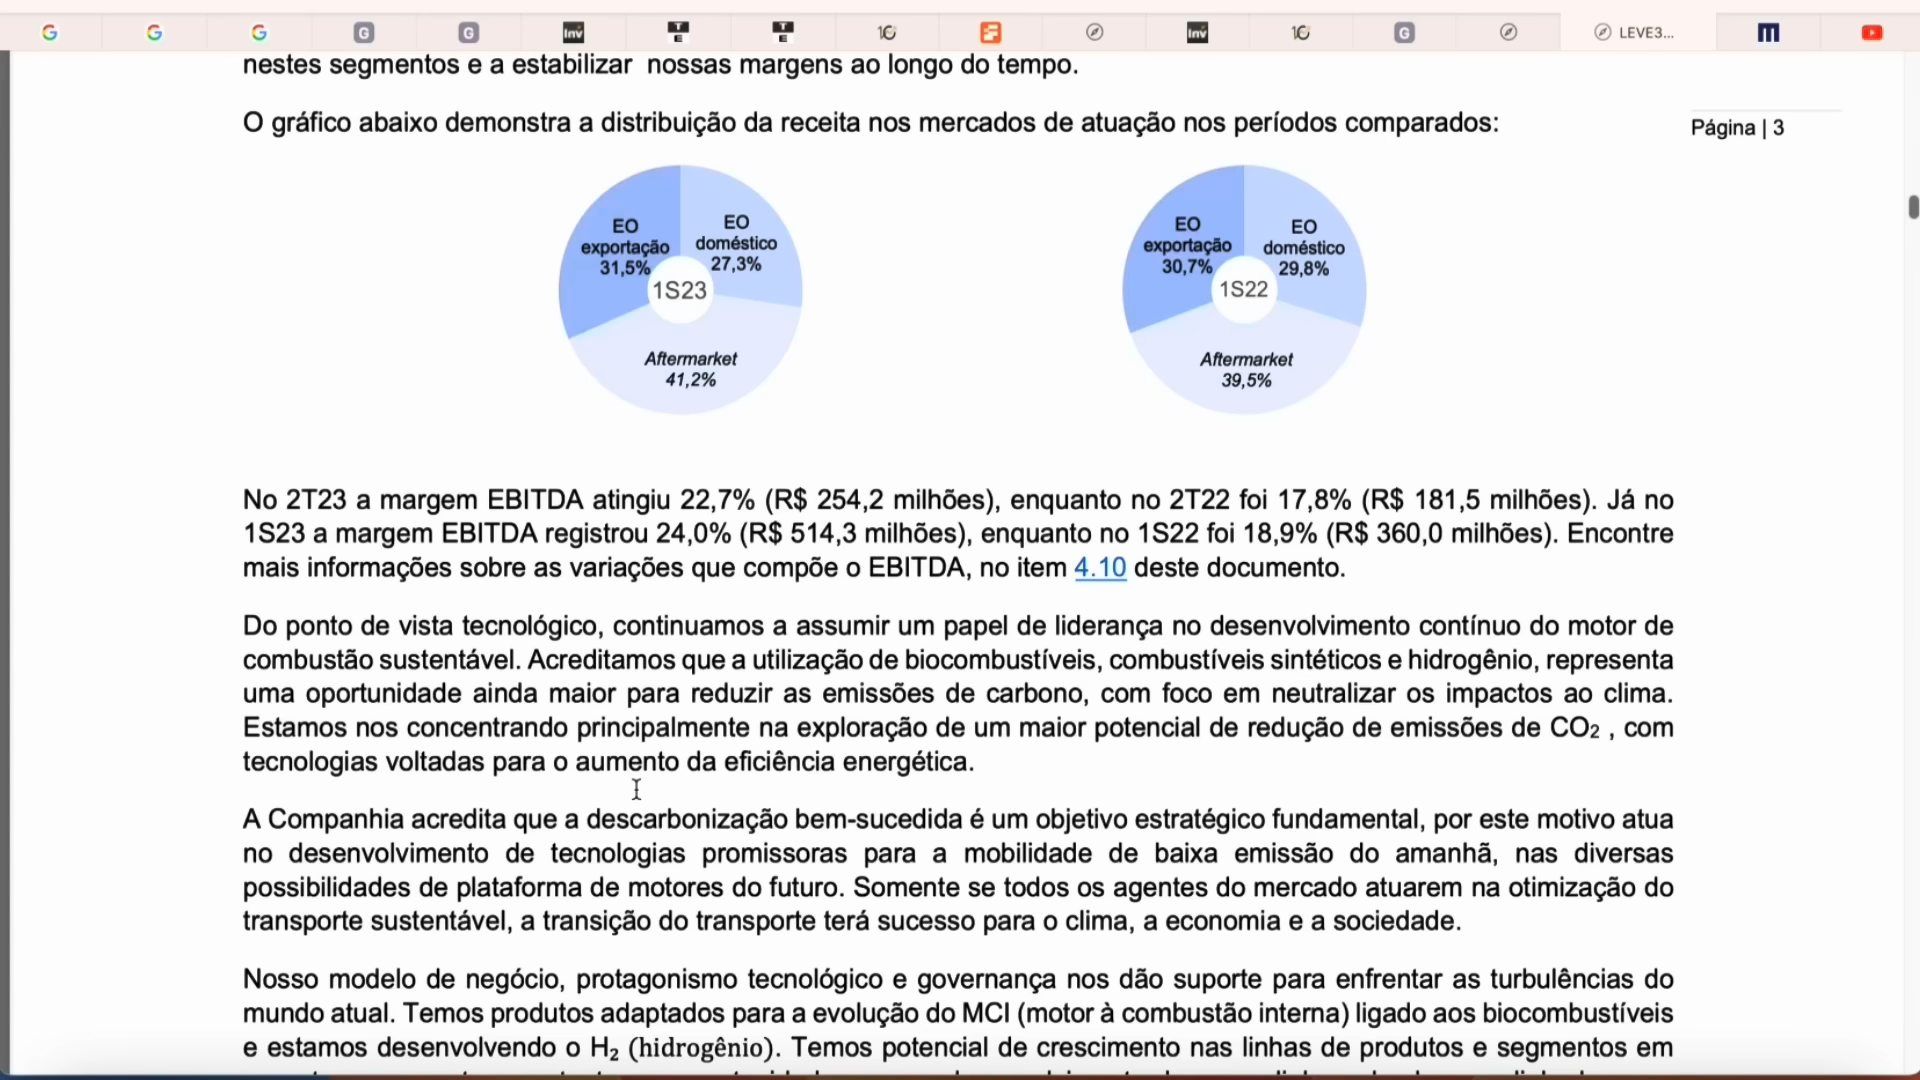 LEVE3...
nestes segmentos e a estabilizar nossas margens ao longo do tempo.
O gráfico abaixo demonstra a distribuição da receita nos mercados de atuação nos períodos comparados:
Página | 3
EO
exportação
31,5%
EO
doméstico
27,3%
1S23
Aftermarket
41,2%
EO
exportação
30,7%
EO
doméstico
29,8%
1S22
Aftermarket
39,5%
No 2T23 a margem EBITDA atingiu 22,7% (R$ 254,2 milhões), enquanto no 2T22 foi 17,8% (R$ 181,5 milhões). Já no
1S23 a margem EBITDA registrou 24,0% (R$ 514,3 milhões), enquanto no 1S22 foi 18,9% (R$ 360,0 milhões). Encontre
mais informações sobre as variações que compõe o EBITDA, no item 4.10 deste documento.
Do ponto de vista tecnológico, continuamos a assumir um papel de liderança no desenvolvimento contínuo do motor de
combustão sustentável. Acreditamos que a utilização de biocombustíveis, combustíveis sintéticos e hidrogênio, representa
uma oportunidade ainda maior para reduzir as emissões de carbono, com foco em neutralizar os impactos ao clima.
Estamos nos concentrando principalmente na exploração de um maior potencial de redução de emissões de CO₂ , com
tecnologias voltadas para o aumento da eficiência energética.
A Companhia acredita que a descarbonização bem-sucedida é um objetivo estratégico fundamental, por este motivo atua
no desenvolvimento de tecnologias promissoras para a mobilidade de baixa emissão do amanhã, nas diversas
possibilidades de plataforma de motores do futuro. Somente se todos os agentes do mercado atuarem na otimização do
transporte sustentável, a transição do transporte terá sucesso para o clima, a economia e a sociedade.
Nosso modelo de negócio, protagonismo tecnológico e governança nos dão suporte para enfrentar as turbulências do
mundo atual. Temos produtos adaptados para a evolução do MCI (motor à combustão interna) ligado aos biocombustíveis
e estamos desenvolvendo o H₂ (hidrogênio). Temos potencial de crescimento nas linhas de produtos e segmentos em